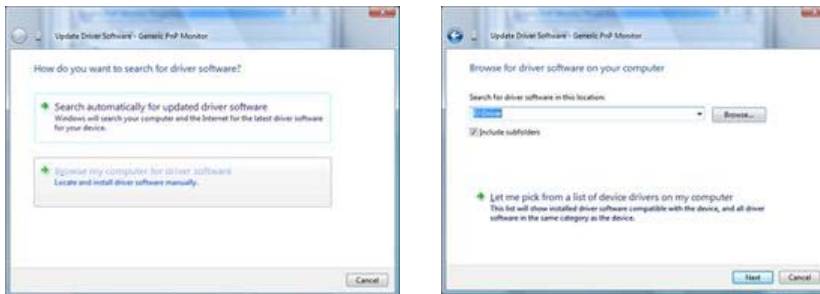 Update Driver Software - Generic PnP Monitor
How do you want to search for driver software?
Search automatically for updated driver software
Windows will search your computer and the Internet for the latest driver software
for your device.
Browse my computer for driver software
Locate and install driver software manually.
Cancel
Update Driver Software - Generic PnP Monitor
Browse for driver software on your computer
Search for driver software in this location:
Browse...
Include subfolders
Let me pick from a list of device drivers on my computer
This list will show installed driver software compatible with the device, and all driver
software in the same category as the device.
Next
Cancel